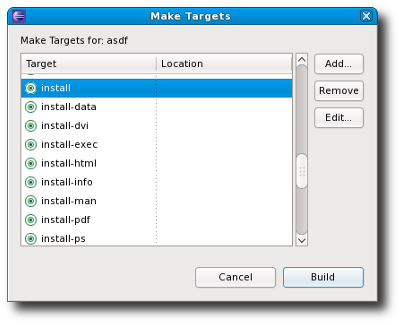 Make Targets
Make Targets for: asdf
Target Location
install
install-data
install-dvi
install-exec
install-html
install-info
install-man
install-pdf
install-ps
Add...
Remove
Edit...
Cancel Build